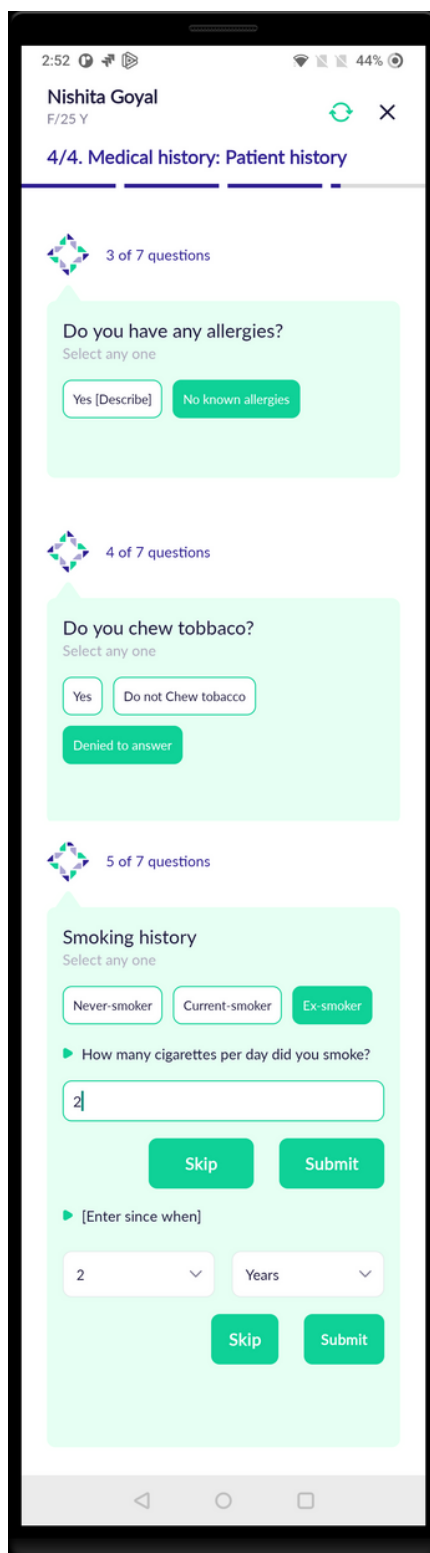 2:52
44%
Nishita Goyal
F/25 Y
4/4. Medical history: Patient history
3 of 7 questions
Do you have any allergies?
Select any one
Yes [Describe] No known allergies
4 of 7 questions
Do you chew tobbaco?
Select any one
Yes Do not Chew tobacco
Denied to answer
5 of 7 questions
Smoking history
Select any one
Never-smoker Current-smoker Ex-smoker
How many cigarettes per day did you smoke?
2
Skip Submit
[Enter since when]
2 Years
Skip Submit